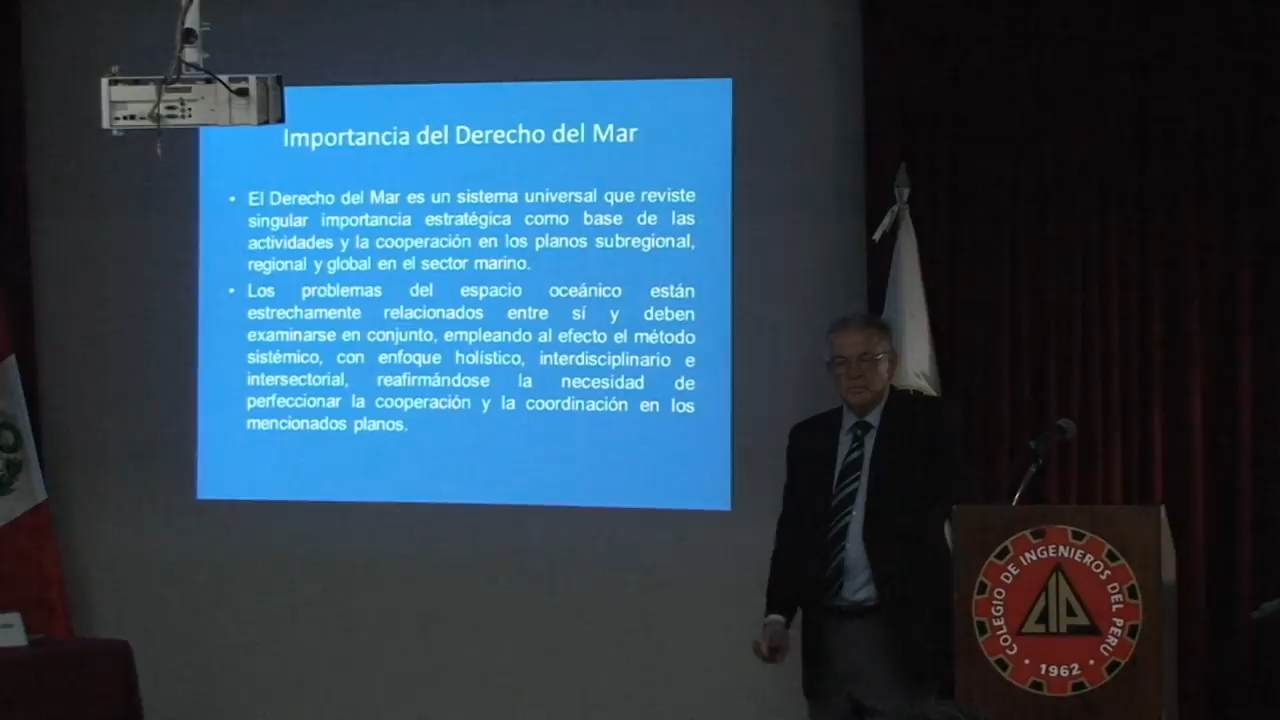 Importancia del Derecho del Mar
• El Derecho del Mar es un sistema universal que reviste
singular importancia estratégica como base de las
actividades y la cooperación en los planos subregional,
regional y global en el sector marino.
• Los problemas del espacio oceánico están
estrechamente relacionados entre sí y deben
examinarse en conjunto, empleando al efecto el método
sistémico, con enfoque holístico, interdisciplinario e
intersectorial, reafirmándose la necesidad de
perfeccionar la cooperación y la coordinación en los
mencionados planos.
COLEGIO DE INGENIEROS DEL PERU
CIP
• 1962 •